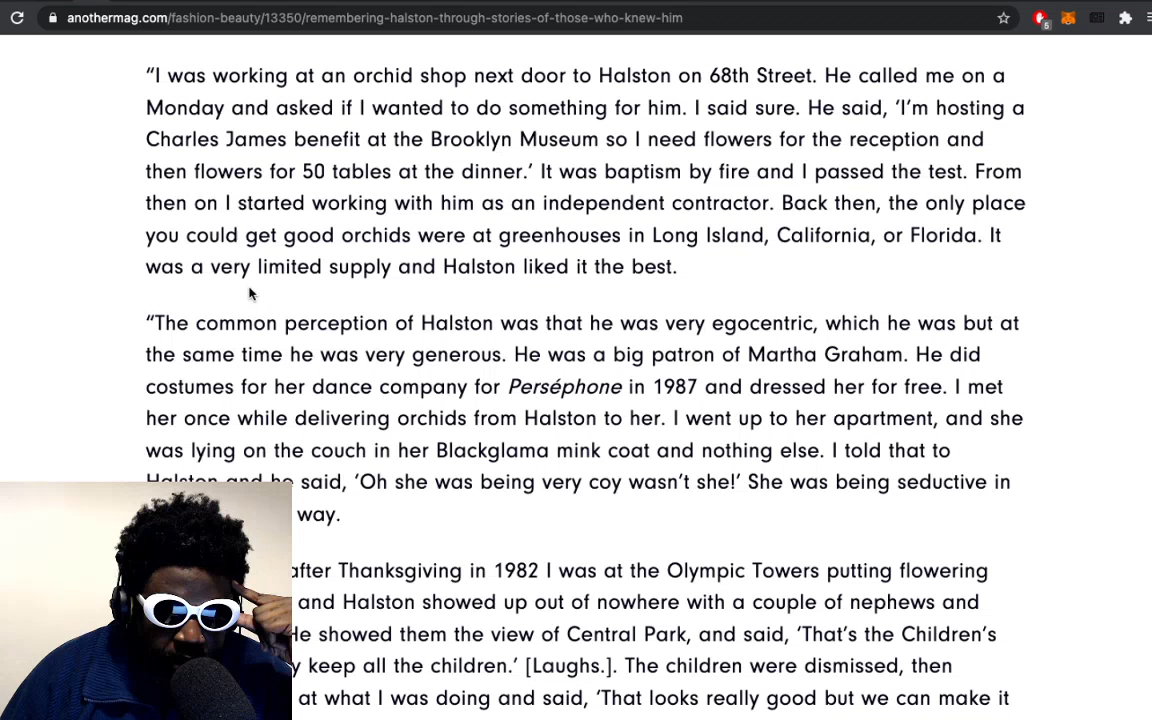 anothermag.com/fashion-beauty/13350/remembering-halston-through-stories-of-those-who-knew-him
“I was working at an orchid shop next door to Halston on 68th Street. He called me on a
Monday and asked if I wanted to do something for him. I said sure. He said, ‘I’m hosting a
Charles James benefit at the Brooklyn Museum so I need flowers for the reception and
then flowers for 50 tables at the dinner.’ It was baptism by fire and I passed the test. From
then on I started working with him as an independent contractor. Back then, the only place
you could get good orchids were at greenhouses in Long Island, California, or Florida. It
was a very limited supply and Halston liked it the best.
“The common perception of Halston was that he was very egocentric, which he was but at
the same time he was very generous. He was a big patron of Martha Graham. He did
costumes for her dance company for Perséphone in 1987 and dressed her for free. I met
her once while delivering orchids from Halston to her. I went up to her apartment, and she
was lying on the couch in her Blackglama mink coat and nothing else. I told that to
Halston and he said, ‘Oh she was being very coy wasn’t she!’ She was being seductive in
way.
after Thanksgiving in 1982 I was at the Olympic Towers putting flowering
and Halston showed up out of nowhere with a couple of nephews and
He showed them the view of Central Park, and said, ‘That’s the Children’s
keep all the children.’ [Laughs.]. The children were dismissed, then
at what I was doing and said, ‘That looks really good but we can make it